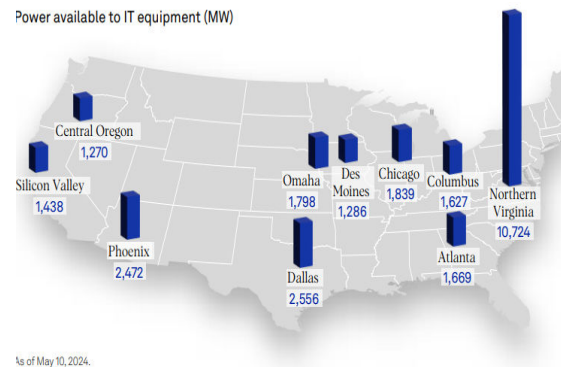 Power available to IT equipment (MW)
Central Oregon
1,270
Silicon Valley
1,438
Phoenix
2,472
Omaha
1,798
Des
Moines
1,286
Chicago
1,839
Columbus
1,627
Northern
Virginia
10,724
Dallas
2,556
Atlanta
1,669
As of May 10, 2024.